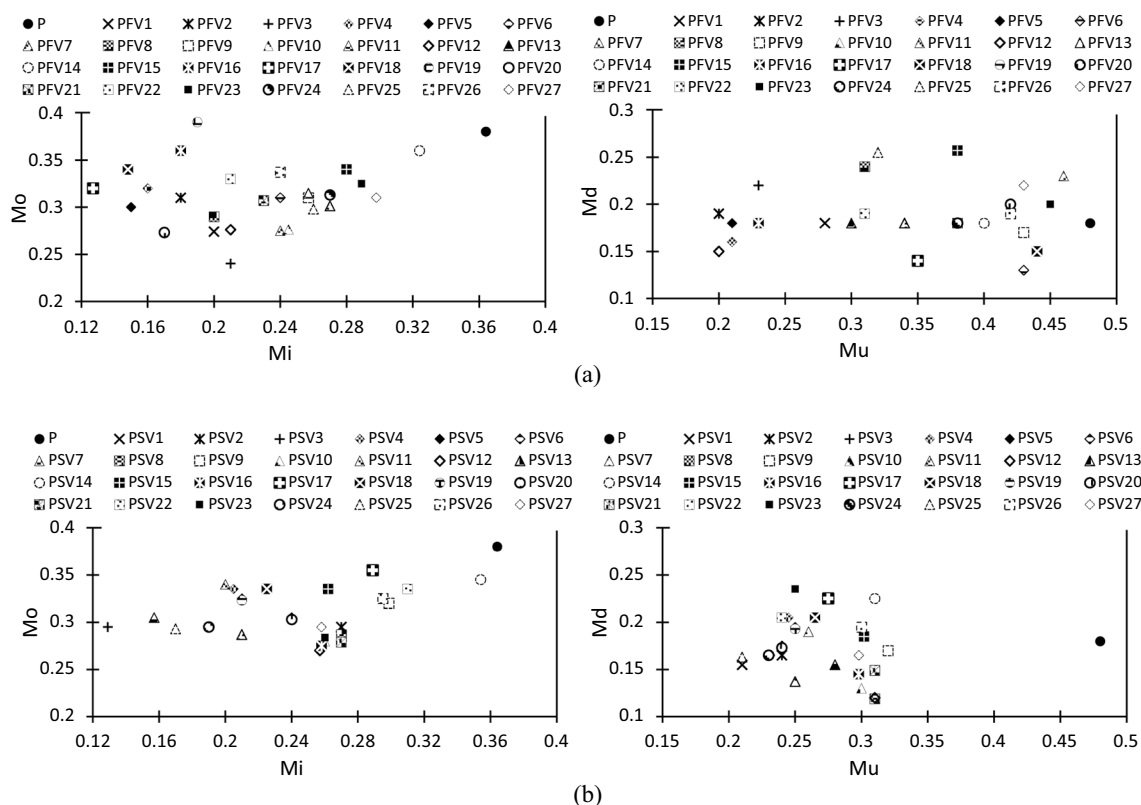 P PFV1 PFV2 PFV3 PFV4 PFV5 PFV6
PFV7 PFV8 PFV9 PFV10 PFV11 PFV12 PFV13
PFV14 PFV15 PFV16 PFV17 PFV18 PFV19 PFV20
PFV21 PFV22 PFV23 PFV24 PFV25 PFV26 PFV27
0.4
0.35
0.3
0.25
0.2
Mo
0.12 0.16 0.2 0.24 0.28 0.32 0.36 0.4
Mi
P PFV1 PFV2 PFV3 PFV4 PFV5 PFV6
PFV7 PFV8 PFV9 PFV10 PFV11 PFV12 PFV13
PFV14 PFV15 PFV16 PFV17 PFV18 PFV19 PFV20
PFV21 PFV22 PFV23 PFV24 PFV25 PFV26 PFV27
0.3
0.2
0.1
Md
0.15 0.2 0.25 0.3 0.35 0.4 0.45 0.5
Mu
(a)
P PSV1 PSV2 PSV3 PSV4 PSV5 PSV6
PSV7 PSV8 PSV9 PSV10 PSV11 PSV12 PSV13
PSV14 PSV15 PSV16 PSV17 PSV18 PSV19 PSV20
PSV21 PSV22 PSV23 PSV24 PSV25 PSV26 PSV27
0.4
0.35
0.3
0.25
0.2
Mo
0.12 0.16 0.2 0.24 0.28 0.32 0.36 0.4
Mi
P PSV1 PSV2 PSV3 PSV4 PSV5 PSV6
PSV7 PSV8 PSV9 PSV10 PSV11 PSV12 PSV13
PSV14 PSV15 PSV16 PSV17 PSV18 PSV19 PSV20
PSV21 PSV22 PSV23 PSV24 PSV25 PSV26 PSV27
0.3
0.2
0.1
Md
0.15 0.2 0.25 0.3 0.35 0.4 0.45 0.5
Mu
(b)